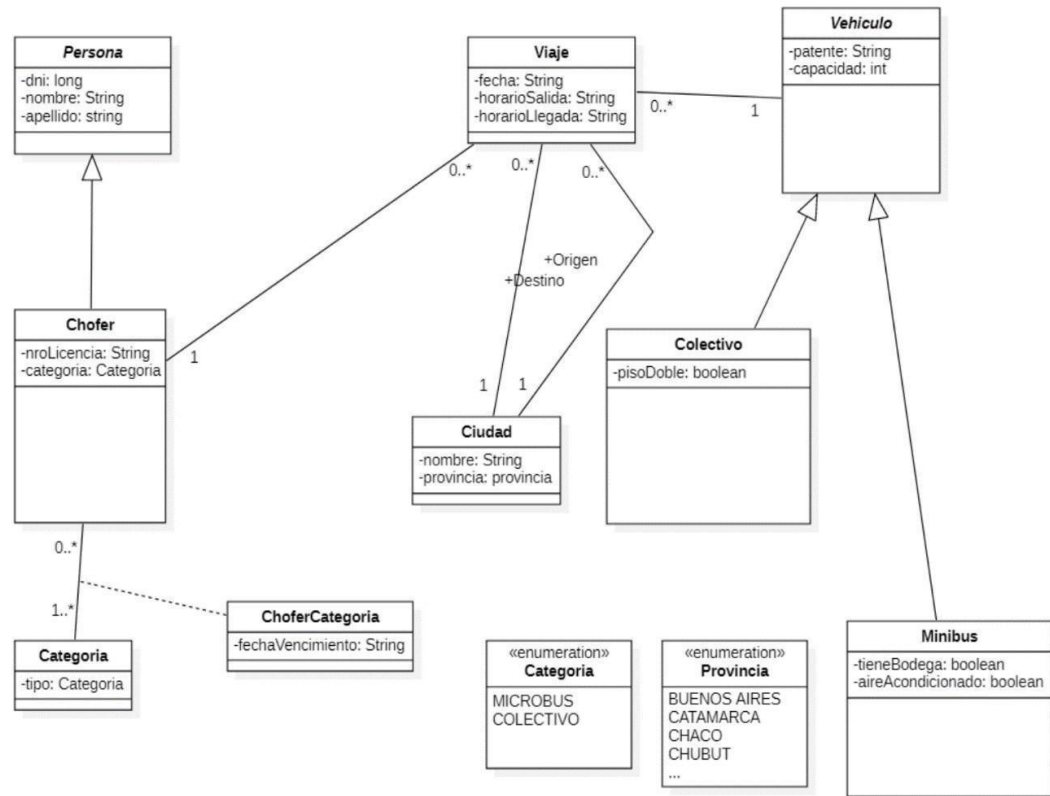 Persona
-dni: long
-nombre: String
-apellido: string
Viaje
-fecha: String
-horarioSalida: String
-horarioLlegada: String
Vehiculo
-patente: String
-capacidad: int
0..*
1
0..*
0..*
0..*
+Origen
+Destino
Chofer
-nroLicencia: String
-categoria: Categoria
1
Colectivo
-pisoDoble: boolean
1
1
Ciudad
-nombre: String
-provincia: provincia
0..*
1..*
Categoria
-tipo: Categoria
ChoferCategoria
-fechaVencimiento: String
«enumeration»
Categoria
MICROBUS
COLECTIVO
«enumeration»
Provincia
BUENOS AIRES
CATAMARCA
CHACO
CHUBUT
...
Minibus
-tieneBodega: boolean
-aireAcondicionado: boolean